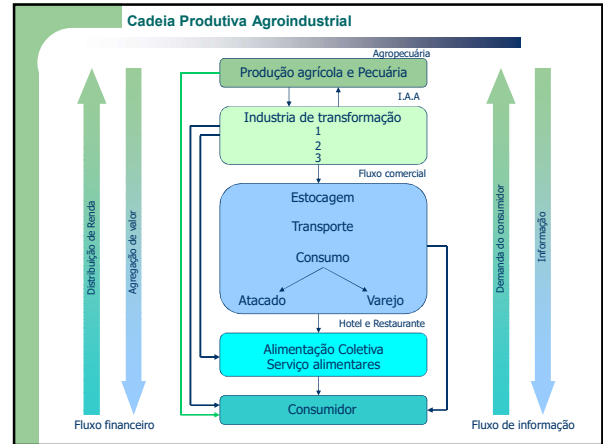 Cadeia Produtiva Agroindustrial
Agropecuária
Produção agrícola e Pecuária
I.A.A
Industria de transformação
1
2
3
Fluxo comercial
Estocagem
Transporte
Consumo
Atacado
Varejo
Hotel e Restaurante
Alimentação Coletiva
Serviço alimentares
Consumidor
Distribuição de Renda
Agregação de valor
Fluxo financeiro
Demanda do consumidor
Informação
Fluxo de informação